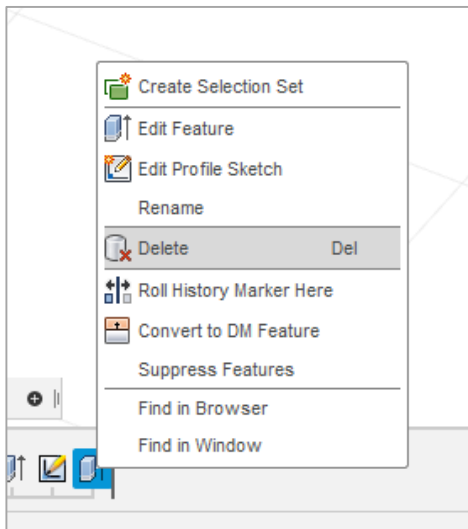 Create Selection Set
Edit Feature
Edit Profile Sketch
Rename
Delete Del
Roll History Marker Here
Convert to DM Feature
Suppress Features
Find in Browser
Find in Window